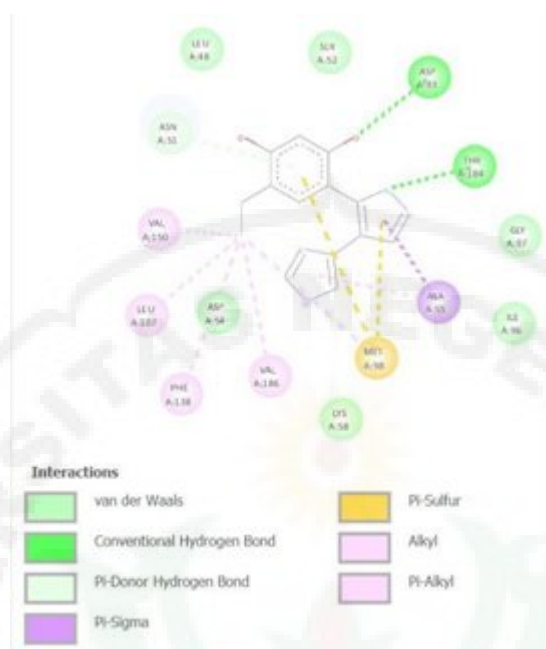 LEU
A:48
SER
A:52
ASP
A:93
ASN
A:51
THR
A:184
GLY
A:97
VAL
A:150
ALA
A:55
ILE
A:96
LEU
A:107
ASP
A:54
MET
A:98
PHE
A:138
VAL
A:186
LYS
A:58
Interactions
van der Waals
Conventional Hydrogen Bond
Pi-Donor Hydrogen Bond
Pi-Sigma
Pi-Sulfur
Alkyl
Pi-Alkyl
SITAS NEGE